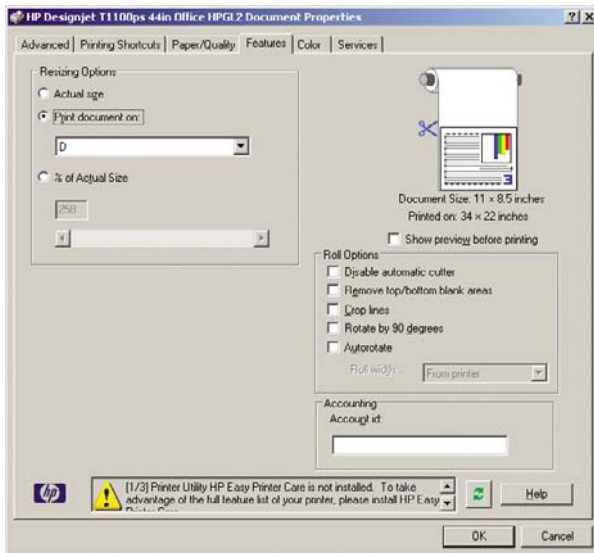 HP Designjet T1100ps 44in Office HPGL2 Document Properties
Advanced
Printing Shortcuts
Paper/Quality
Features
Color
Services
Resizing Options
Actual size
Print document on:
D
% of Actual Size
258
3
Document Size: 11 x 8.5 inches
Printed on: 34 x 22 inches
Show preview before printing
Roll Options
Disable automatic cutter
Remove top/bottom blank areas
Crop lines
Rotate by 90 degrees
Autorotate
Roll width:
From printer
Accounting
Account id:
hp
[1/3] Printer Utility HP Easy Printer Care is not installed. To take
advantage of the full feature list of your printer, please install HP Easy
Help
OK
Cancel